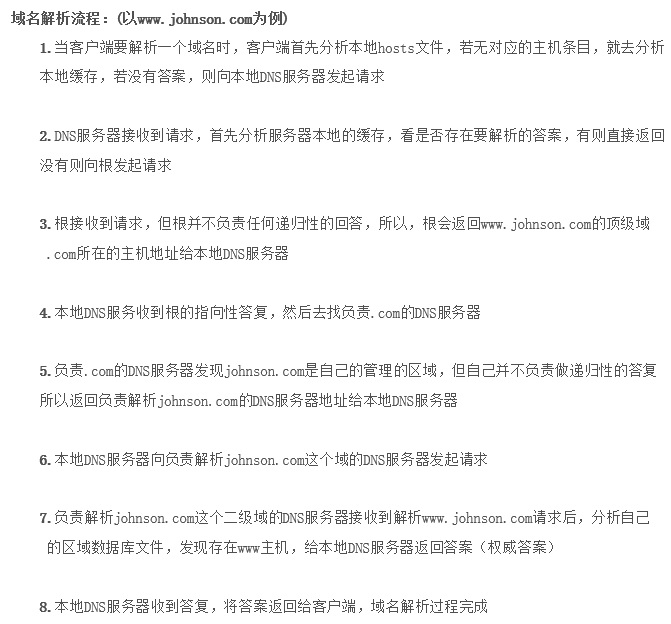 域名解析流程：(以www.johnson.com为例)
1.当客户端要解析一个域名时，客户端首先分析本地hosts文件，若无对应的主机条目，就去分析
本地缓存，若没有答案，则向本地DNS服务器发起请求
2.DNS服务器接收到请求，首先分析服务器本地的缓存，看是否存在要解析的答案，有则直接返回
没有则向根发起请求
3.根接收到请求，但根并不负责任何递归性的回答，所以，根会返回www.johnson.com的顶级域
.com所在的主机地址给本地DNS服务器
4.本地DNS服务收到根的指向性答复，然后去找负责.com的DNS服务器
5.负责.com的DNS服务器发现johnson.com是自己的管理的区域，但自己并不负责做递归性的答复
所以返回负责解析johnson.com的DNS服务器地址给本地DNS服务器
6.本地DNS服务器向负责解析johnson.com这个域的DNS服务器发起请求
7.负责解析johnson.com这个二级域的DNS服务器接收到解析www.johnson.com请求后，分析自己
的区域数据库文件，发现存在www主机，给本地DNS服务器返回答案（权威答案）
8.本地DNS服务器收到答复，将答案返回给客户端，域名解析过程完成